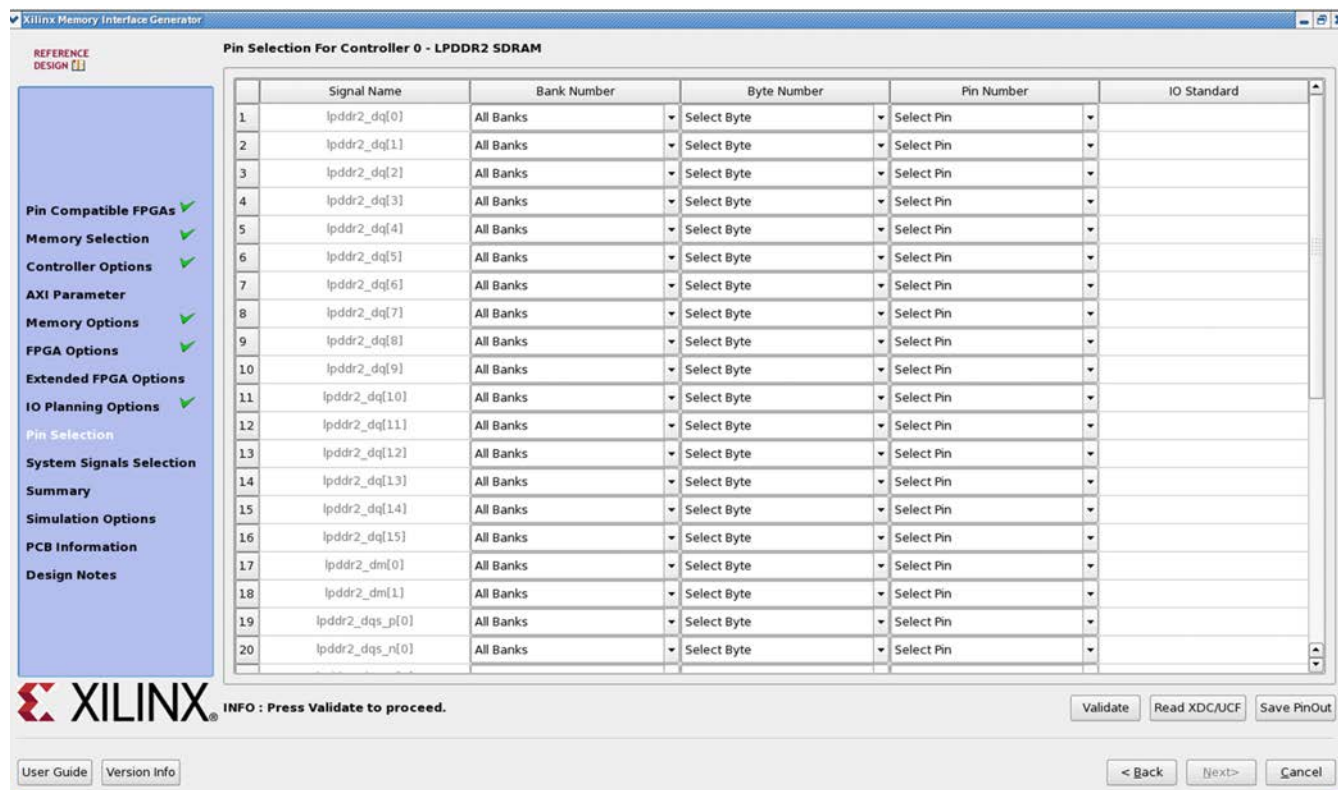 Xilinx Memory Interface Generator
REFERENCE
DESIGN
Pin Compatible FPGAs
Memory Selection
Controller Options
AXI Parameter
Memory Options
FPGA Options
Extended FPGA Options
IO Planning Options
Pin Selection
System Signals Selection
Summary
Simulation Options
PCB Information
Design Notes
XILINX®
Pin Selection For Controller 0 - LPDDR2 SDRAM
Signal Name Bank Number Byte Number Pin Number IO Standard
1 lpddr2_dq[0] All Banks Select Byte Select Pin
2 lpddr2_dq[1] All Banks Select Byte Select Pin
3 lpddr2_dq[2] All Banks Select Byte Select Pin
4 lpddr2_dq[3] All Banks Select Byte Select Pin
5 lpddr2_dq[4] All Banks Select Byte Select Pin
6 lpddr2_dq[5] All Banks Select Byte Select Pin
7 lpddr2_dq[6] All Banks Select Byte Select Pin
8 lpddr2_dq[7] All Banks Select Byte Select Pin
9 lpddr2_dq[8] All Banks Select Byte Select Pin
10 lpddr2_dq[9] All Banks Select Byte Select Pin
11 lpddr2_dq[10] All Banks Select Byte Select Pin
12 lpddr2_dq[11] All Banks Select Byte Select Pin
13 lpddr2_dq[12] All Banks Select Byte Select Pin
14 lpddr2_dq[13] All Banks Select Byte Select Pin
15 lpddr2_dq[14] All Banks Select Byte Select Pin
16 lpddr2_dq[15] All Banks Select Byte Select Pin
17 lpddr2_dm[0] All Banks Select Byte Select Pin
18 lpddr2_dm[1] All Banks Select Byte Select Pin
19 lpddr2_dqs_p[0] All Banks Select Byte Select Pin
20 lpddr2_dqs_n[0] All Banks Select Byte Select Pin
INFO : Press Validate to proceed.
Validate Read XDC/UCF Save PinOut
User Guide Version Info < Back Next> Cancel